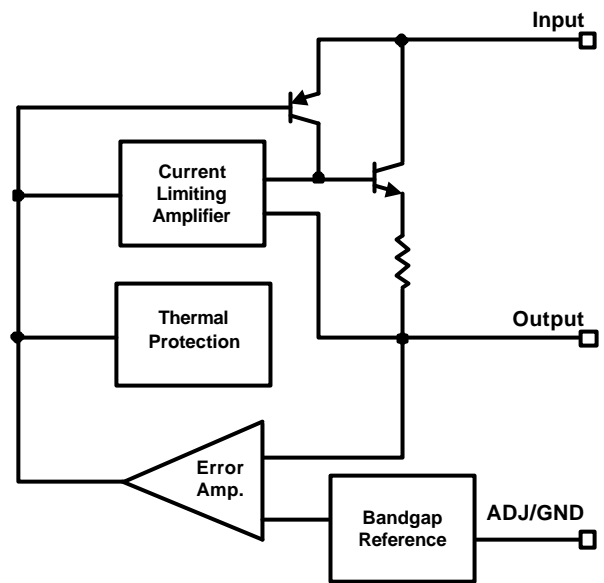 Input
Current
Limiting
Amplifier
Thermal
Protection
Output
Error
Amp.
Bandgap
Reference
ADJ/GND